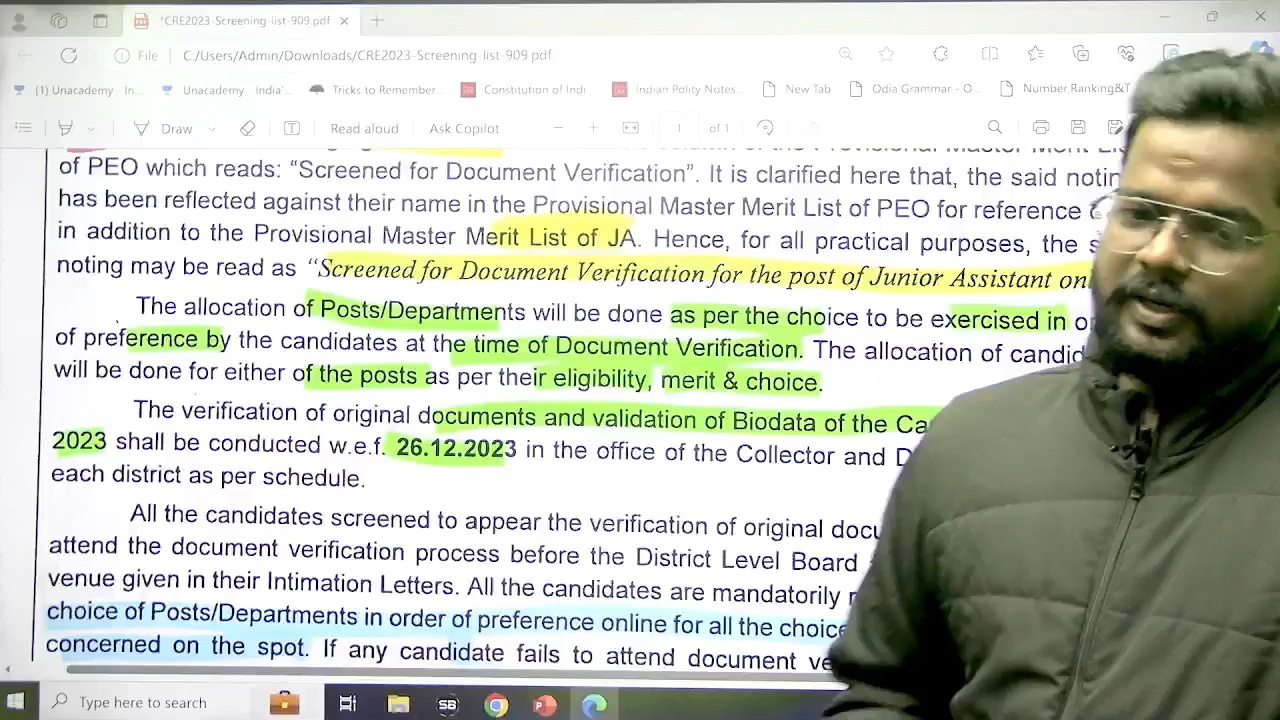 *CRE2023-Screening-list-909.pdf
File C:/Users/Admin/Downloads/CRE2023-Screening-list-909 pdf
(1) Unacademy - In... Unacademy India'... Tricks to Remember... Constitution of Indi Indian Polity Notes... New Tab Odia Grammar - O... Number,Ranking&T
Draw Read aloud Ask Copilot 1 of 1
of the Provisional Master Merit Lis
of PEO which reads: “Screened for Document Verification”. It is clarified here that, the said notin
has been reflected against their name in the Provisional Master Merit List of PEO for reference
in addition to the Provisional Master Merit List of JA. Hence, for all practical purposes, the s
noting may be read as “Screened for Document Verification for the post of Junior Assistant on
The allocation of Posts/Departments will be done as per the choice to be exercised in or
of preference by the candidates at the time of Document Verification. The allocation of candid
will be done for either of the posts as per their eligibility, merit & choice.
The verification of original documents and validation of Biodata of the Ca
2023 shall be conducted w.e.f. 26.12.2023 in the office of the Collector and D
each district as per schedule.
All the candidates screened to appear the verification of original docu
attend the document verification process before the District Level Board
venue given in their Intimation Letters. All the candidates are mandatorily r
choice of Posts/Departments in order of preference online for all the choice
concerned on the spot. If any candidate fails to attend document ve
Type here to search